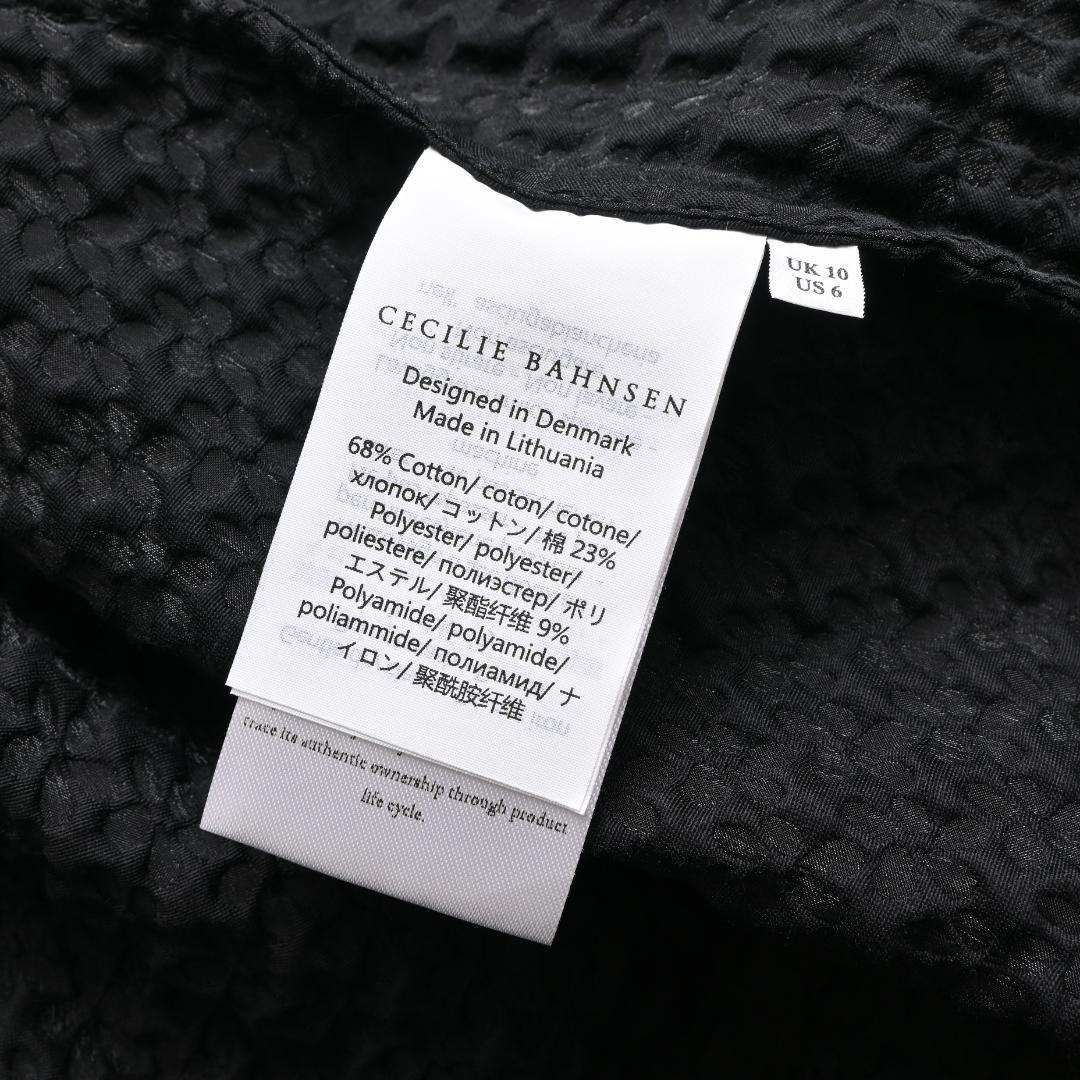 UK 10
US 6
CECILIE BAHNSEN
Designed in Denmark
Made in Lithuania
68% Cotton/ coton/ cotone/
хлопок/ コットン/ 棉 23%
Polyester/ polyester/
poliestere/ полиэстер/ ポリ
エステル/ 聚酯纤维 9%
Polyamide/ polyamide/
poliammide/ полиамид/ ナ
イロン/ 聚酰胺纤维
trace its authentic ownership through product
life cycle.